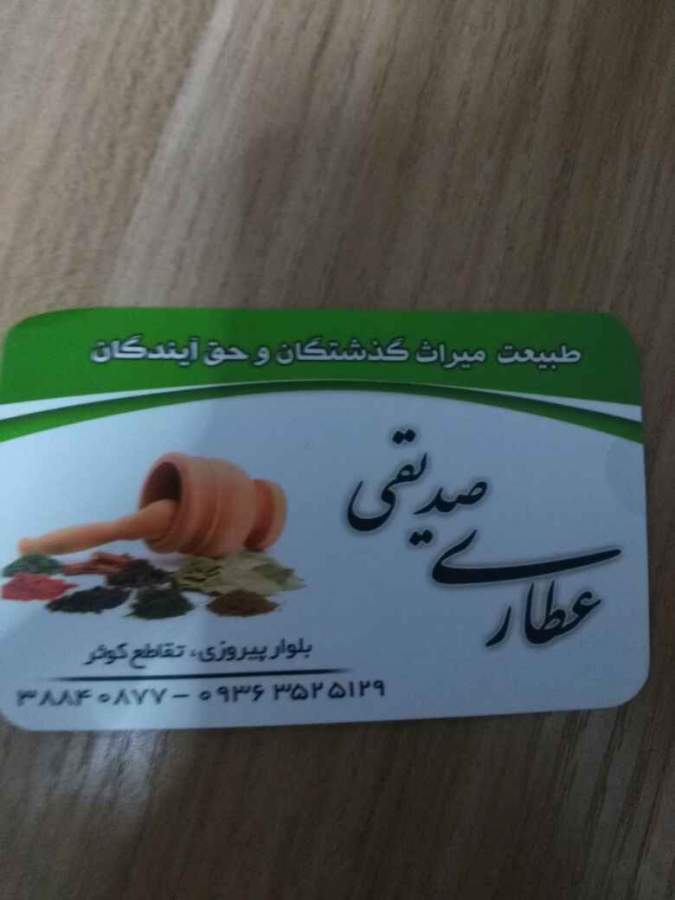 طبیعت میراث گذشتگان و حق آیندگان
عطاری صدیقی
بلوار پیروزی، تقاطع کوثر
۳۸۸۴۰۸۷۷ - ۰۹۳۶ ۳۵۲۵۱۲۹